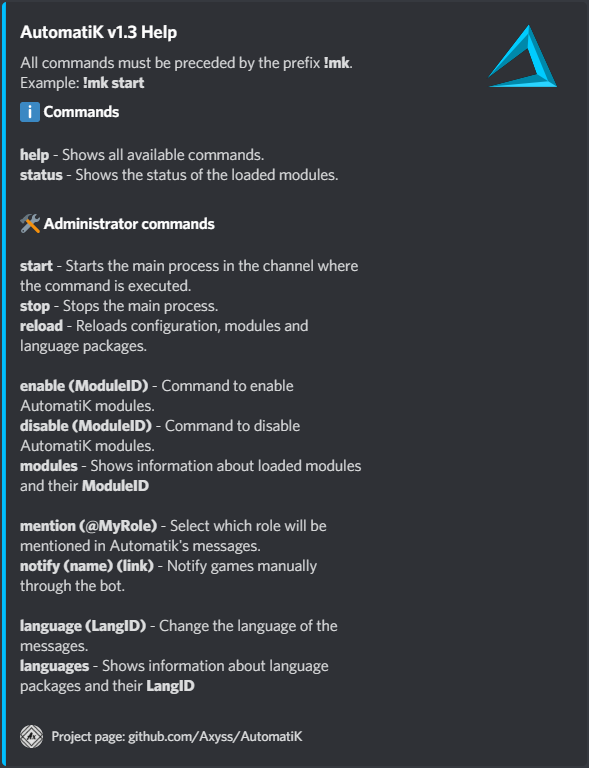 AutomatiK v1.3 Help
All commands must be preceded by the prefix !mk.
Example: !mk start
i Commands
help - Shows all available commands.
status - Shows the status of the loaded modules.
Administrator commands
start - Starts the main process in the channel where
the command is executed.
stop - Stops the main process.
reload - Reloads configuration, modules and
language packages.
enable (ModuleID) - Command to enable
AutomatiK modules.
disable (ModuleID) - Command to disable
AutomatiK modules.
modules - Shows information about loaded modules
and their ModuleID
mention (@MyRole) - Select which role will be
mentioned in Automatik's messages.
notify (name) (link) - Notify games manually
through the bot.
language (LangID) - Change the language of the
messages.
languages - Shows information about language
packages and their LangID
Project page: github.com/Axyss/AutomatiK